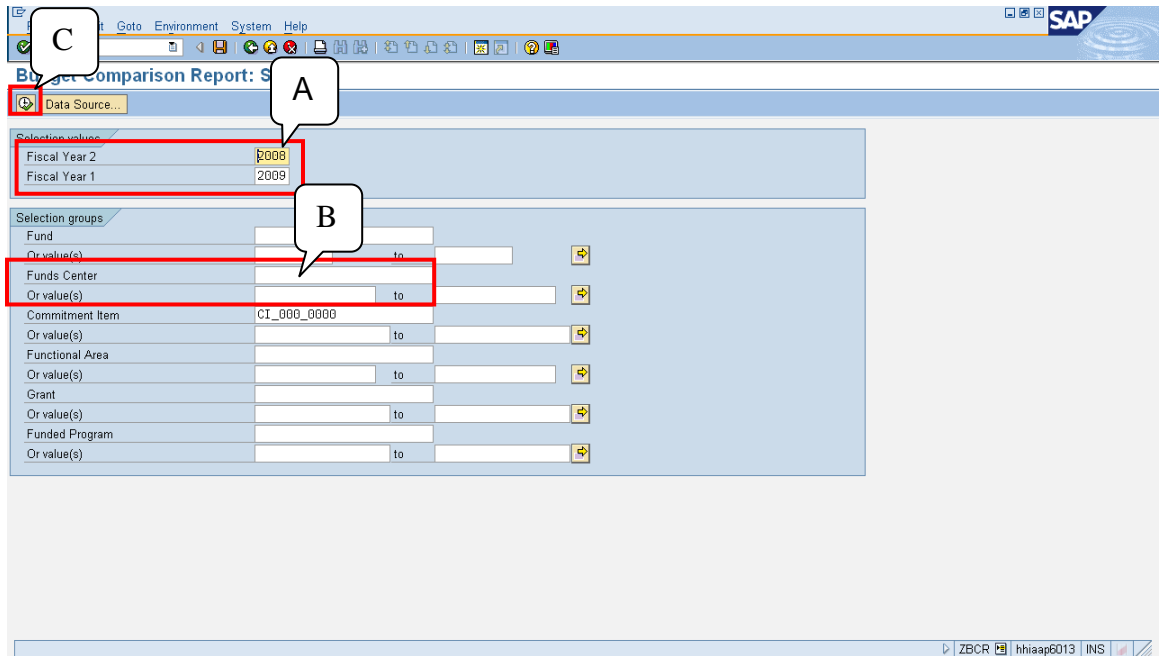 t Goto Environment System Help
SAP
C
B get Comparison Report: S
A
Data Source...
Selection values
Fiscal Year 2 2008
Fiscal Year 1 2009
Selection groups
B
Fund
Or value(s) to
Funds Center
Or value(s) to
Commitment Item CI_000_0000
Or value(s) to
Functional Area
Or value(s) to
Grant
Or value(s) to
Funded Program
Or value(s) to
ZBCR hhiaap6013 INS